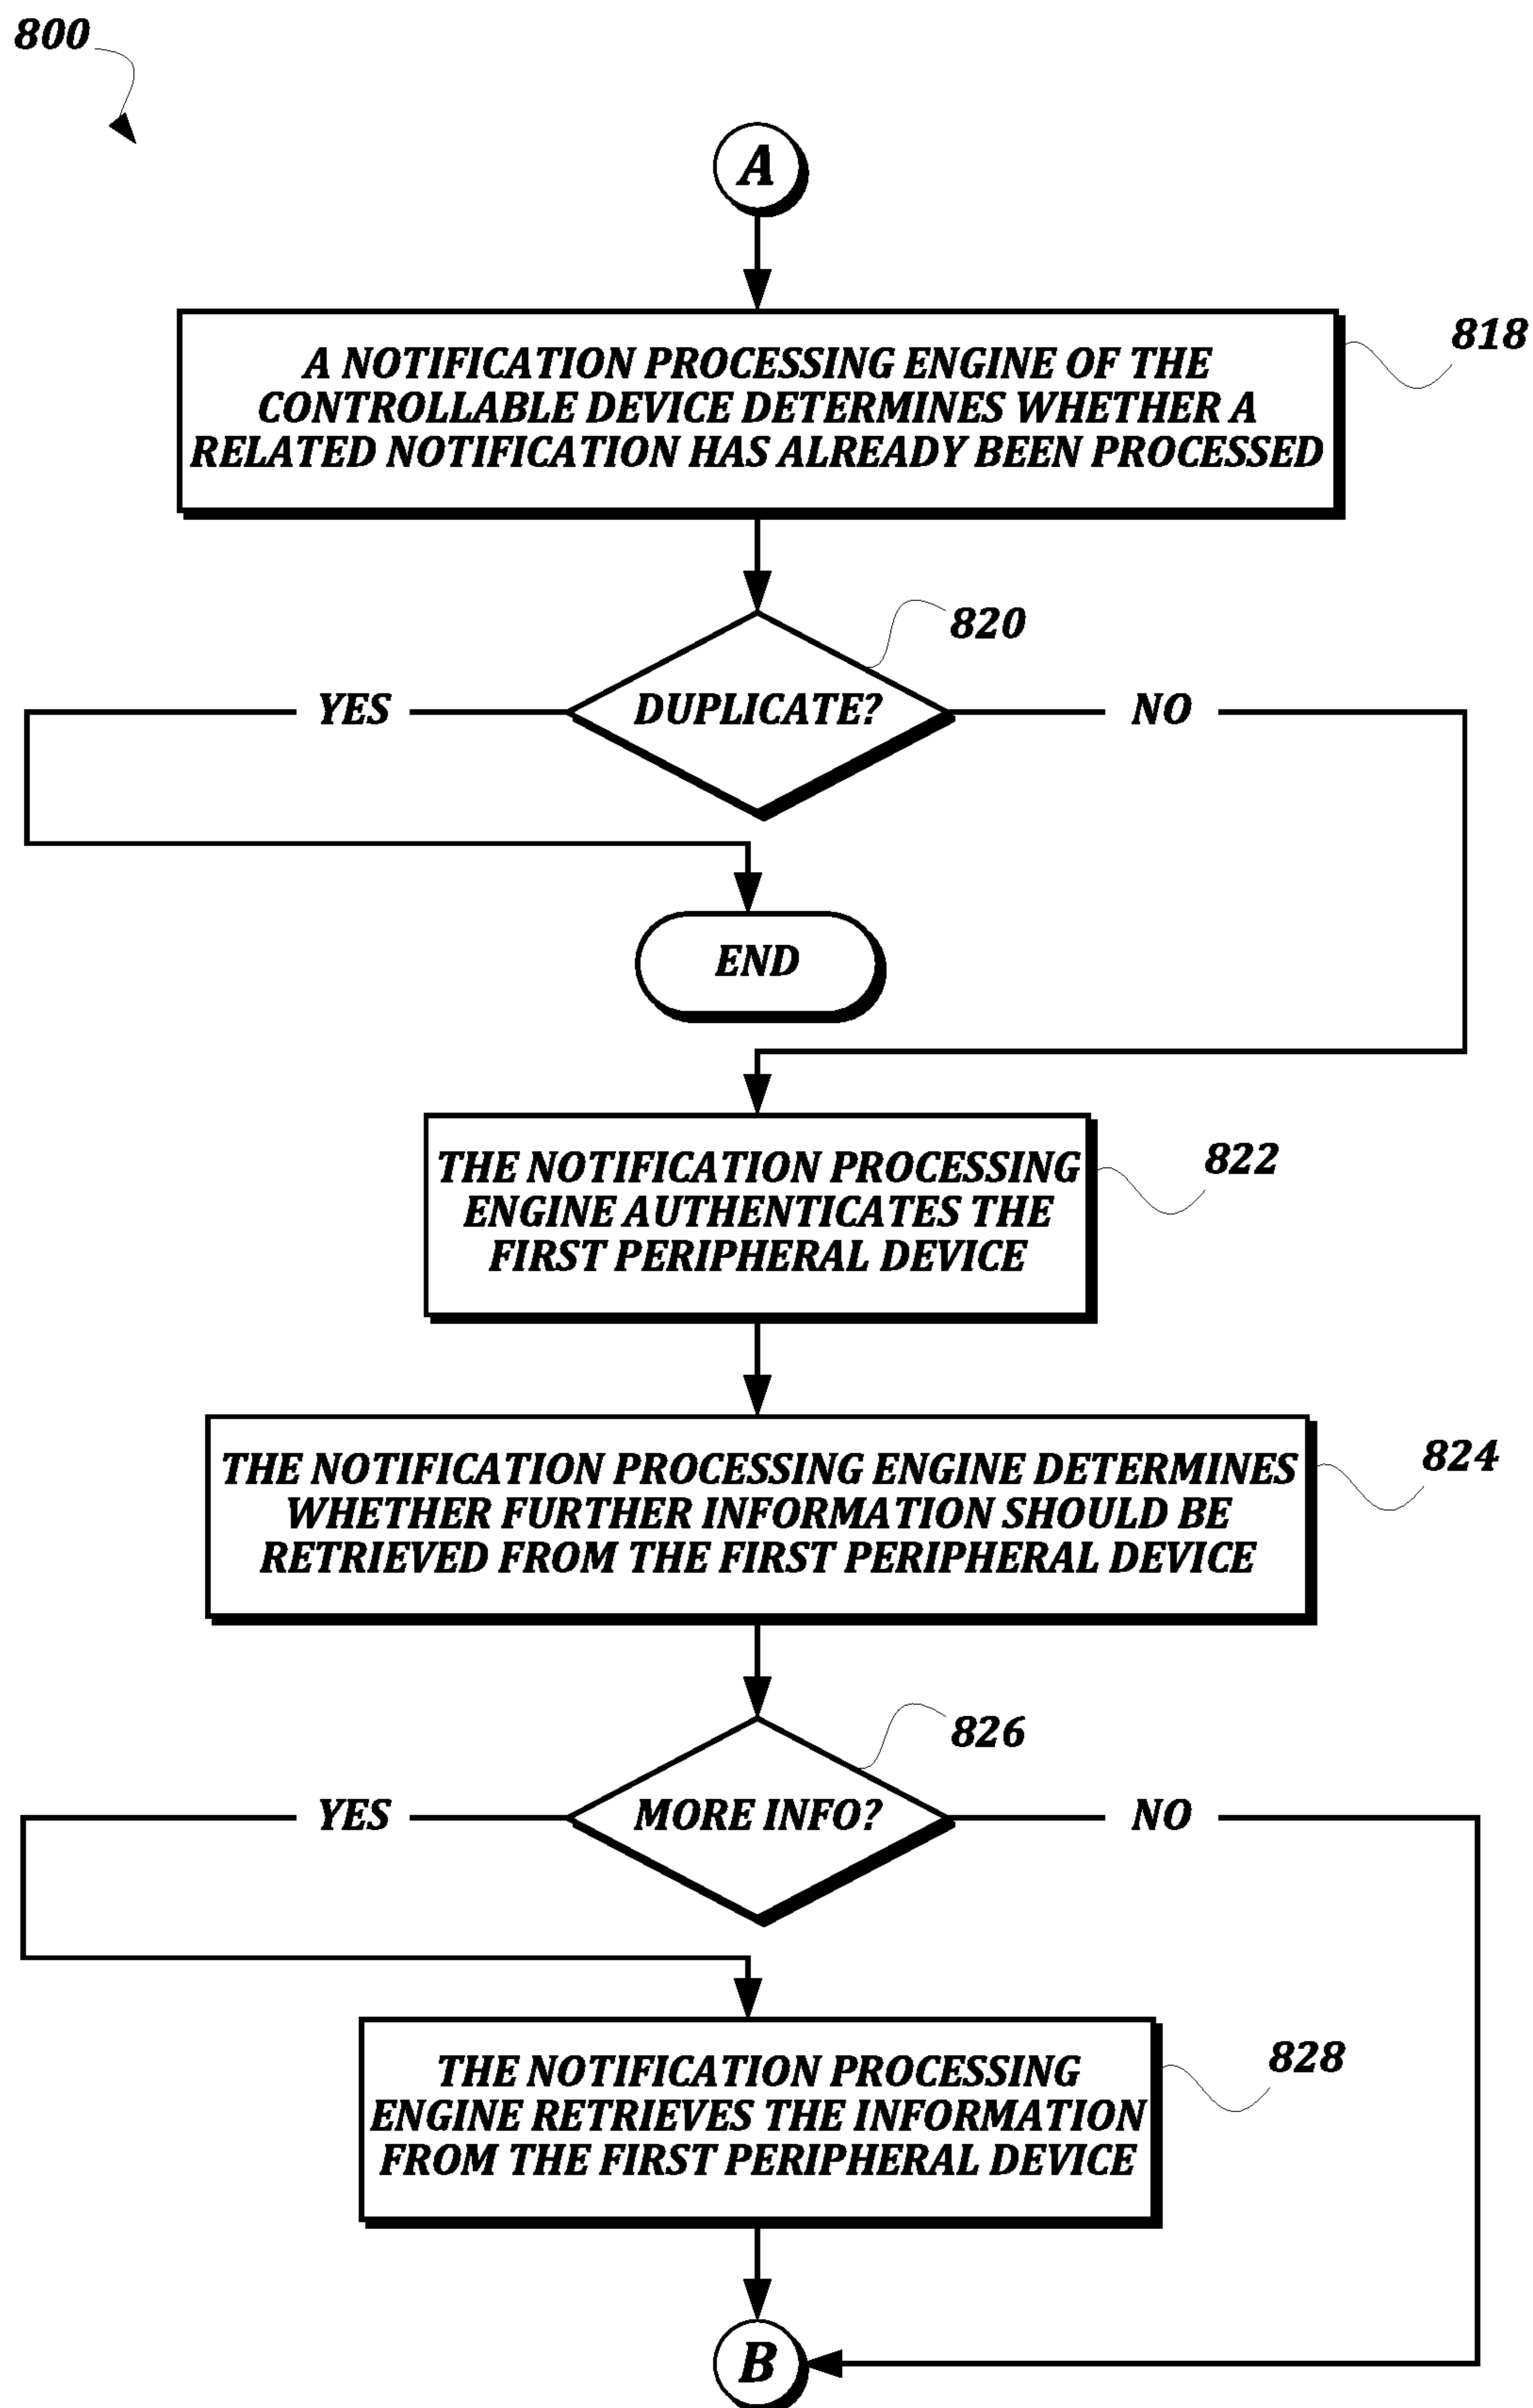 800
A
A NOTIFICATION PROCESSING ENGINE OF THE
CONTROLLABLE DEVICE DETERMINES WHETHER A
RELATED NOTIFICATION HAS ALREADY BEEN PROCESSED
818
820
YES
DUPLICATE?
NO
END
THE NOTIFICATION PROCESSING
ENGINE AUTHENTICATES THE
FIRST PERIPHERAL DEVICE
822
THE NOTIFICATION PROCESSING ENGINE DETERMINES
WHETHER FURTHER INFORMATION SHOULD BE
RETRIEVED FROM THE FIRST PERIPHERAL DEVICE
824
826
YES
MORE INFO?
NO
THE NOTIFICATION PROCESSING
ENGINE RETRIEVES THE INFORMATION
FROM THE FIRST PERIPHERAL DEVICE
828
B